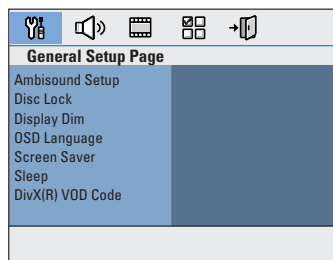 General Setup Page
Ambisound Setup
Disc Lock
Display Dim
OSD Language
Screen Saver
Sleep
DivX(R) VOD Code